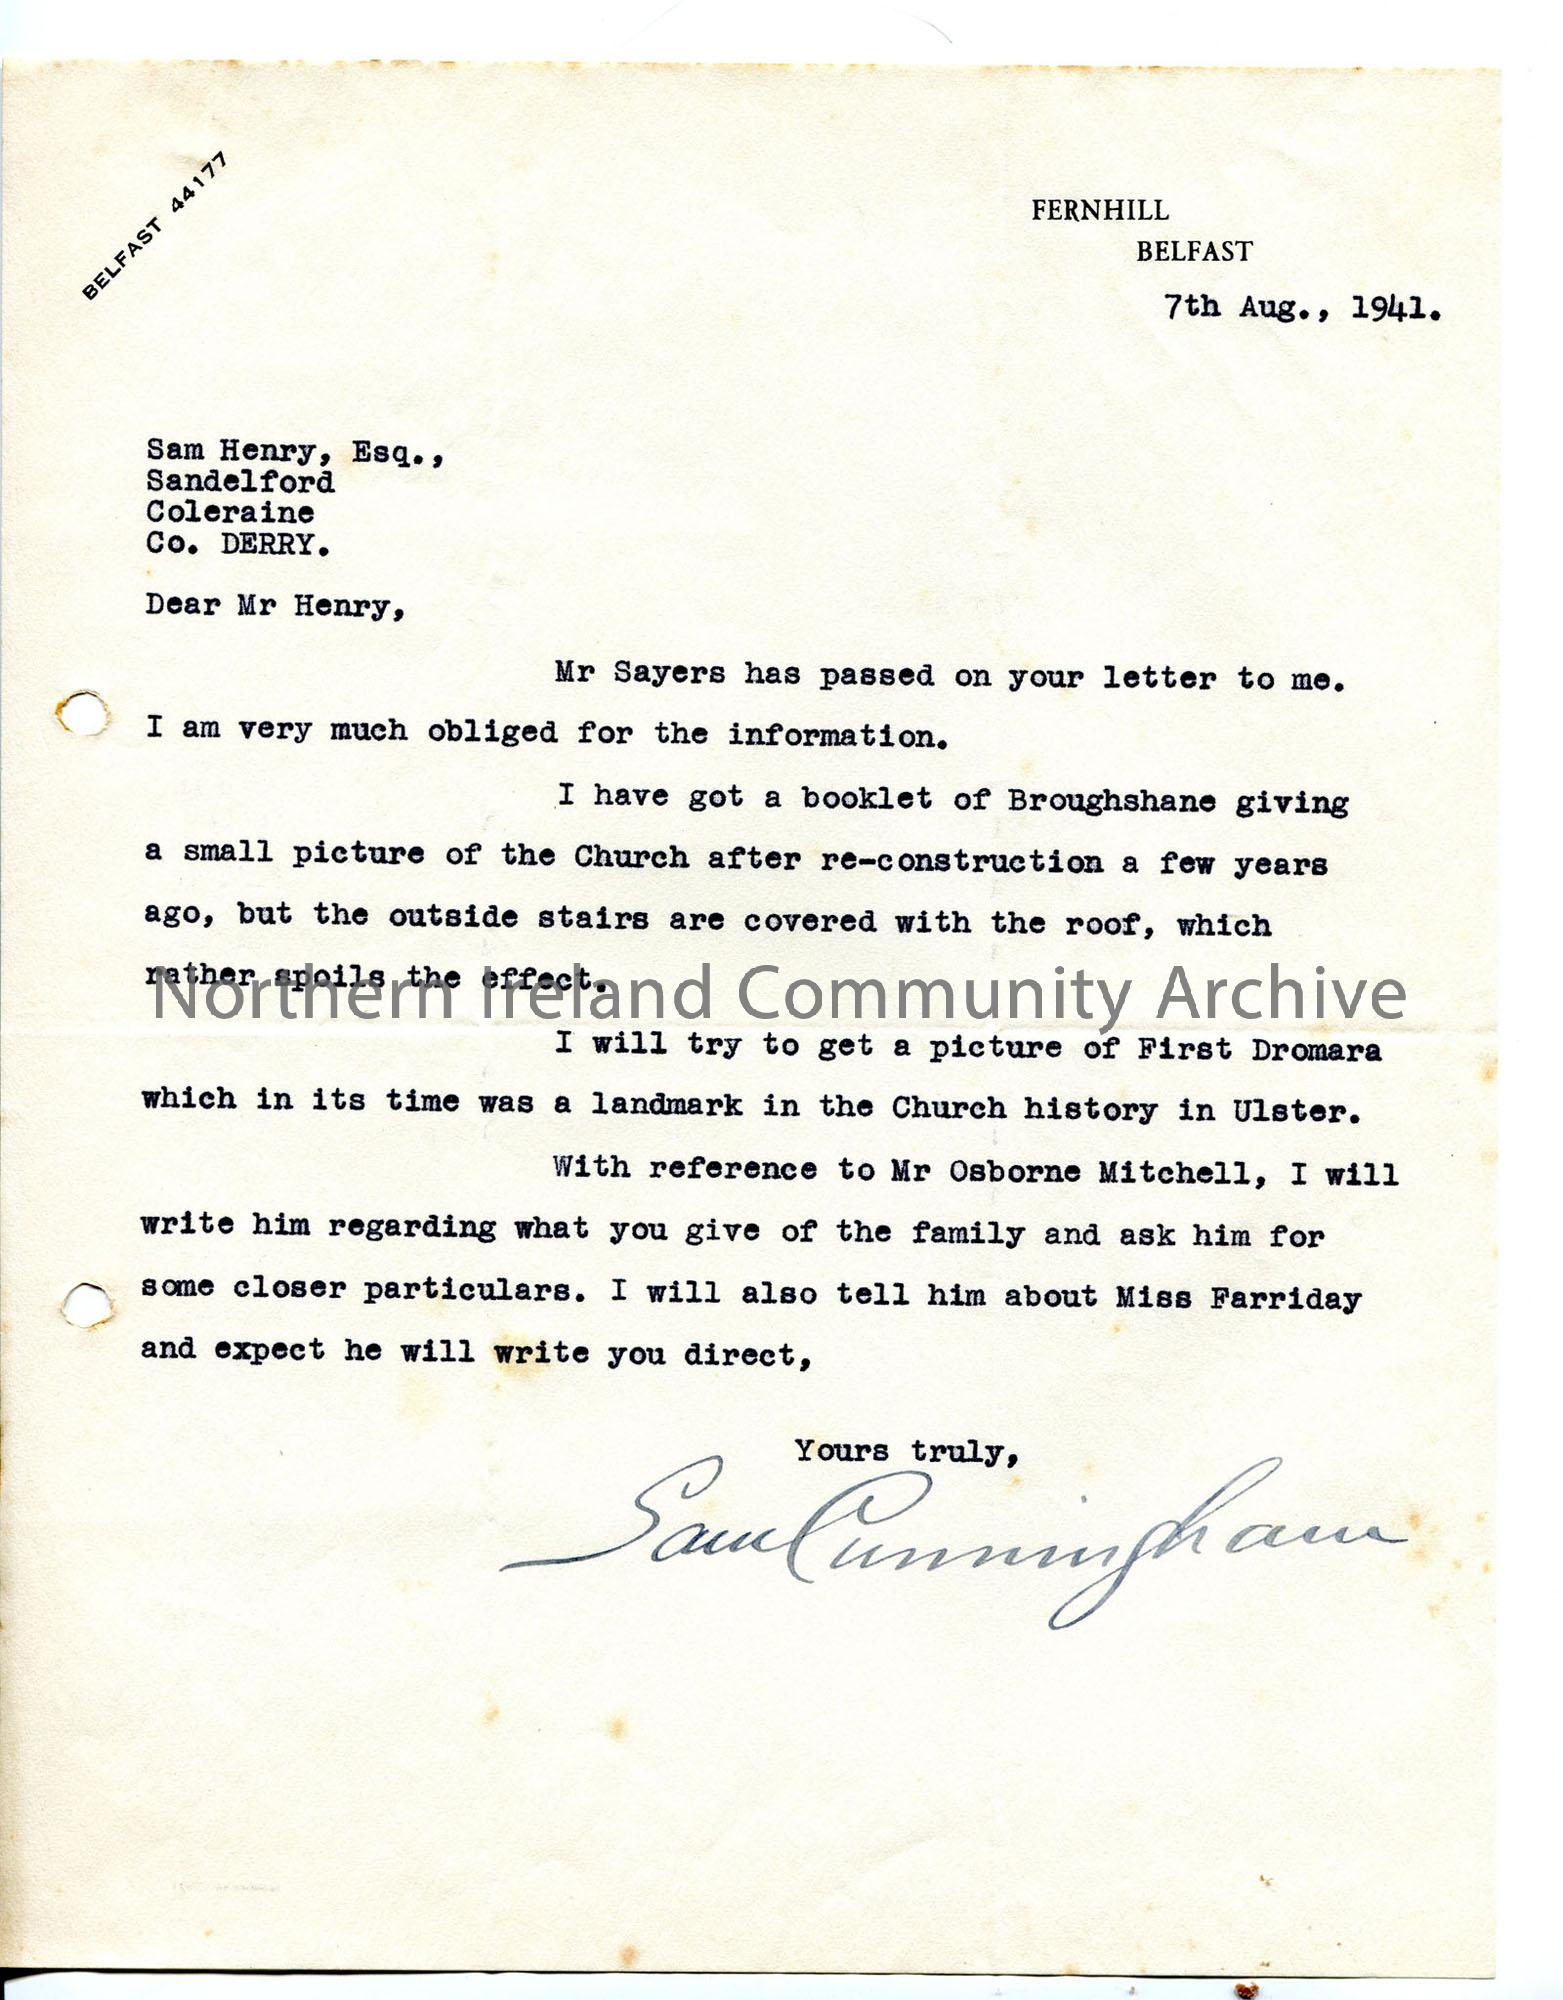 BELFAST 44177
FERNHILL
BELFAST
7th Aug., 1941.
Sam Henry, Esq.,
Sandelford
Coleraine
Co. DERRY.
Dear Mr Henry,
Mr Sayers has passed on your letter to me.
I am very much obliged for the information.
I have got a booklet of Broughshane giving
a small picture of the Church after re-construction a few years
ago, but the outside stairs are covered with the roof, which
rather spoils the effect.
Northern Ireland Community Archive
I will try to get a picture of First Dromara
which in its time was a landmark in the Church history in Ulster.
With reference to Mr Osborne Mitchell, I will
write him regarding what you give of the family and ask him for
some closer particulars. I will also tell him about Miss Farriday
and expect he will write you direct,
Yours truly,
Sam Cunningham